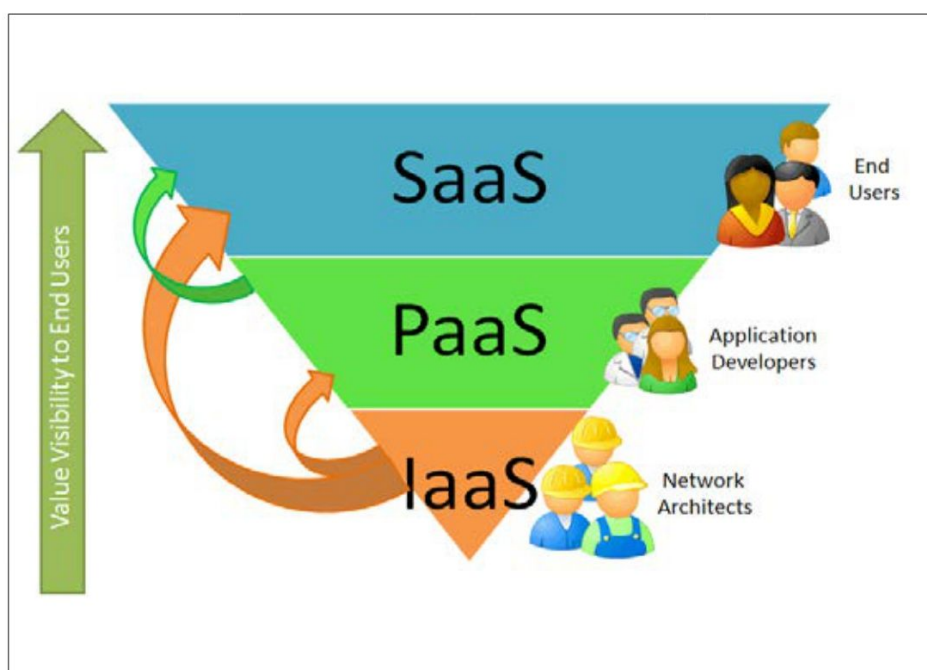 Value Visibility to End Users
SaaS
End
Users
PaaS
Application
Developers
IaaS
Network
Architects